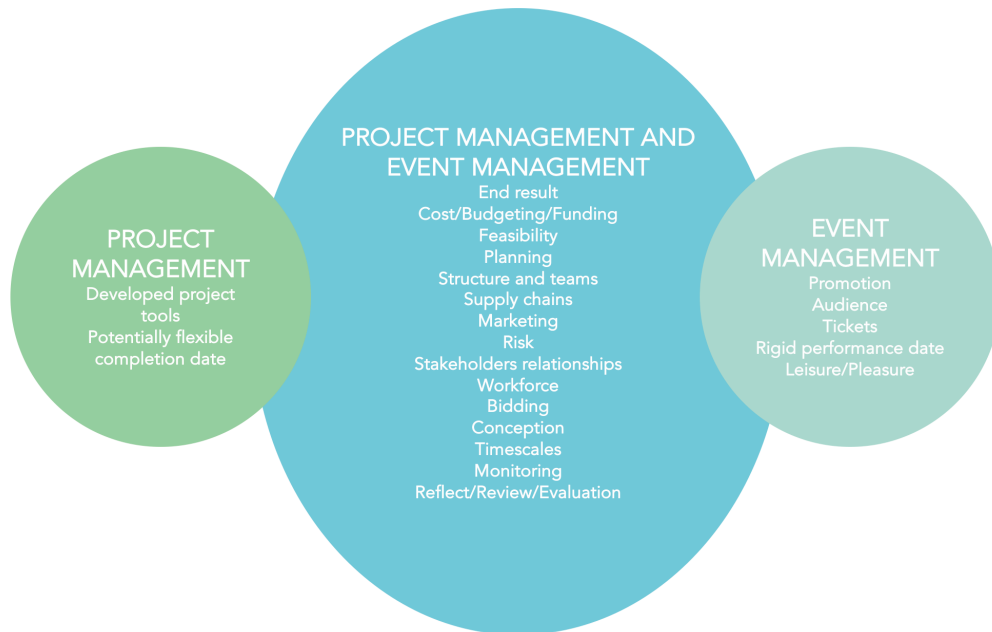 PROJECT
MANAGEMENT
Developed project
tools
Potentially flexible
completion date
PROJECT MANAGEMENT AND
EVENT MANAGEMENT
End result
Cost/Budgeting/Funding
Feasibility
Planning
Structure and teams
Supply chains
Marketing
Risk
Stakeholders relationships
Workforce
Bidding
Conception
Timescales
Monitoring
Reflect/Review/Evaluation
EVENT
MANAGEMENT
Promotion
Audience
Tickets
Rigid performance date
Leisure/Pleasure